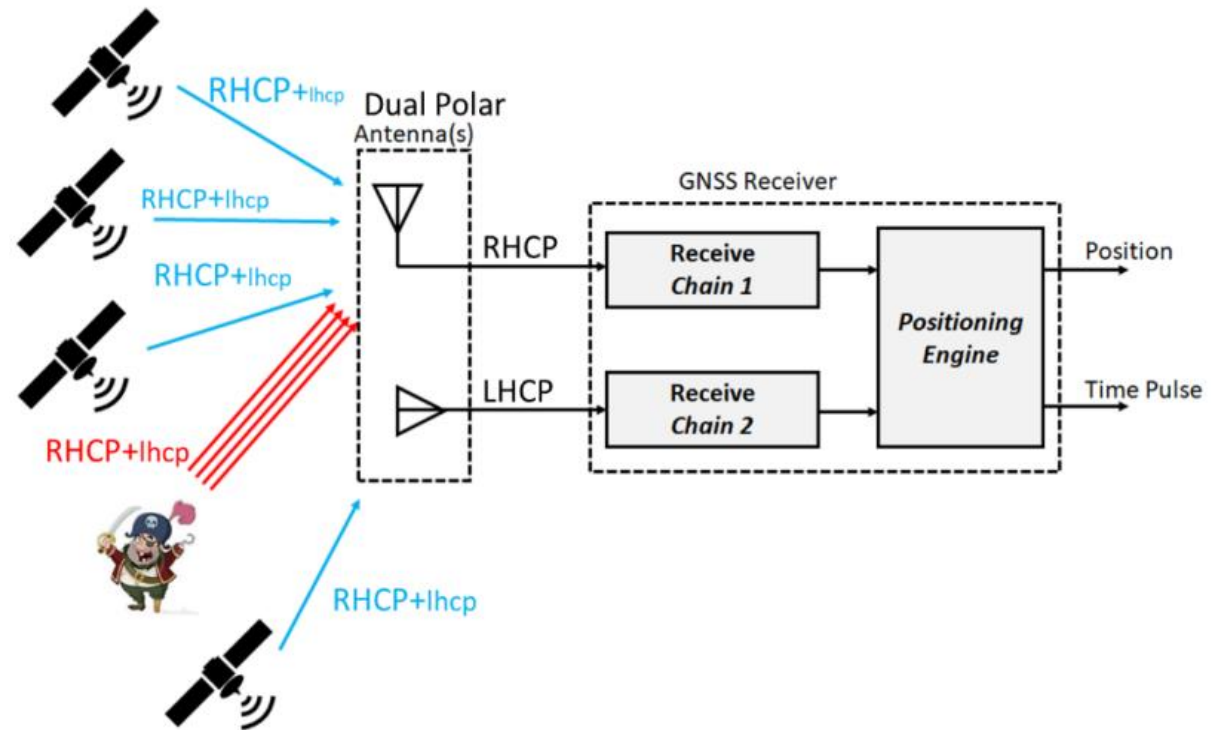 RHCP+lhcp
Dual Polar
Antenna(s)
RHCP+lhcp
GNSS Receiver
RHCP
Receive
Chain 1
Position
RHCP+lhcp
Positioning
Engine
LHCP
Receive
Chain 2
Time Pulse
RHCP+lhcp
RHCP+lhcp